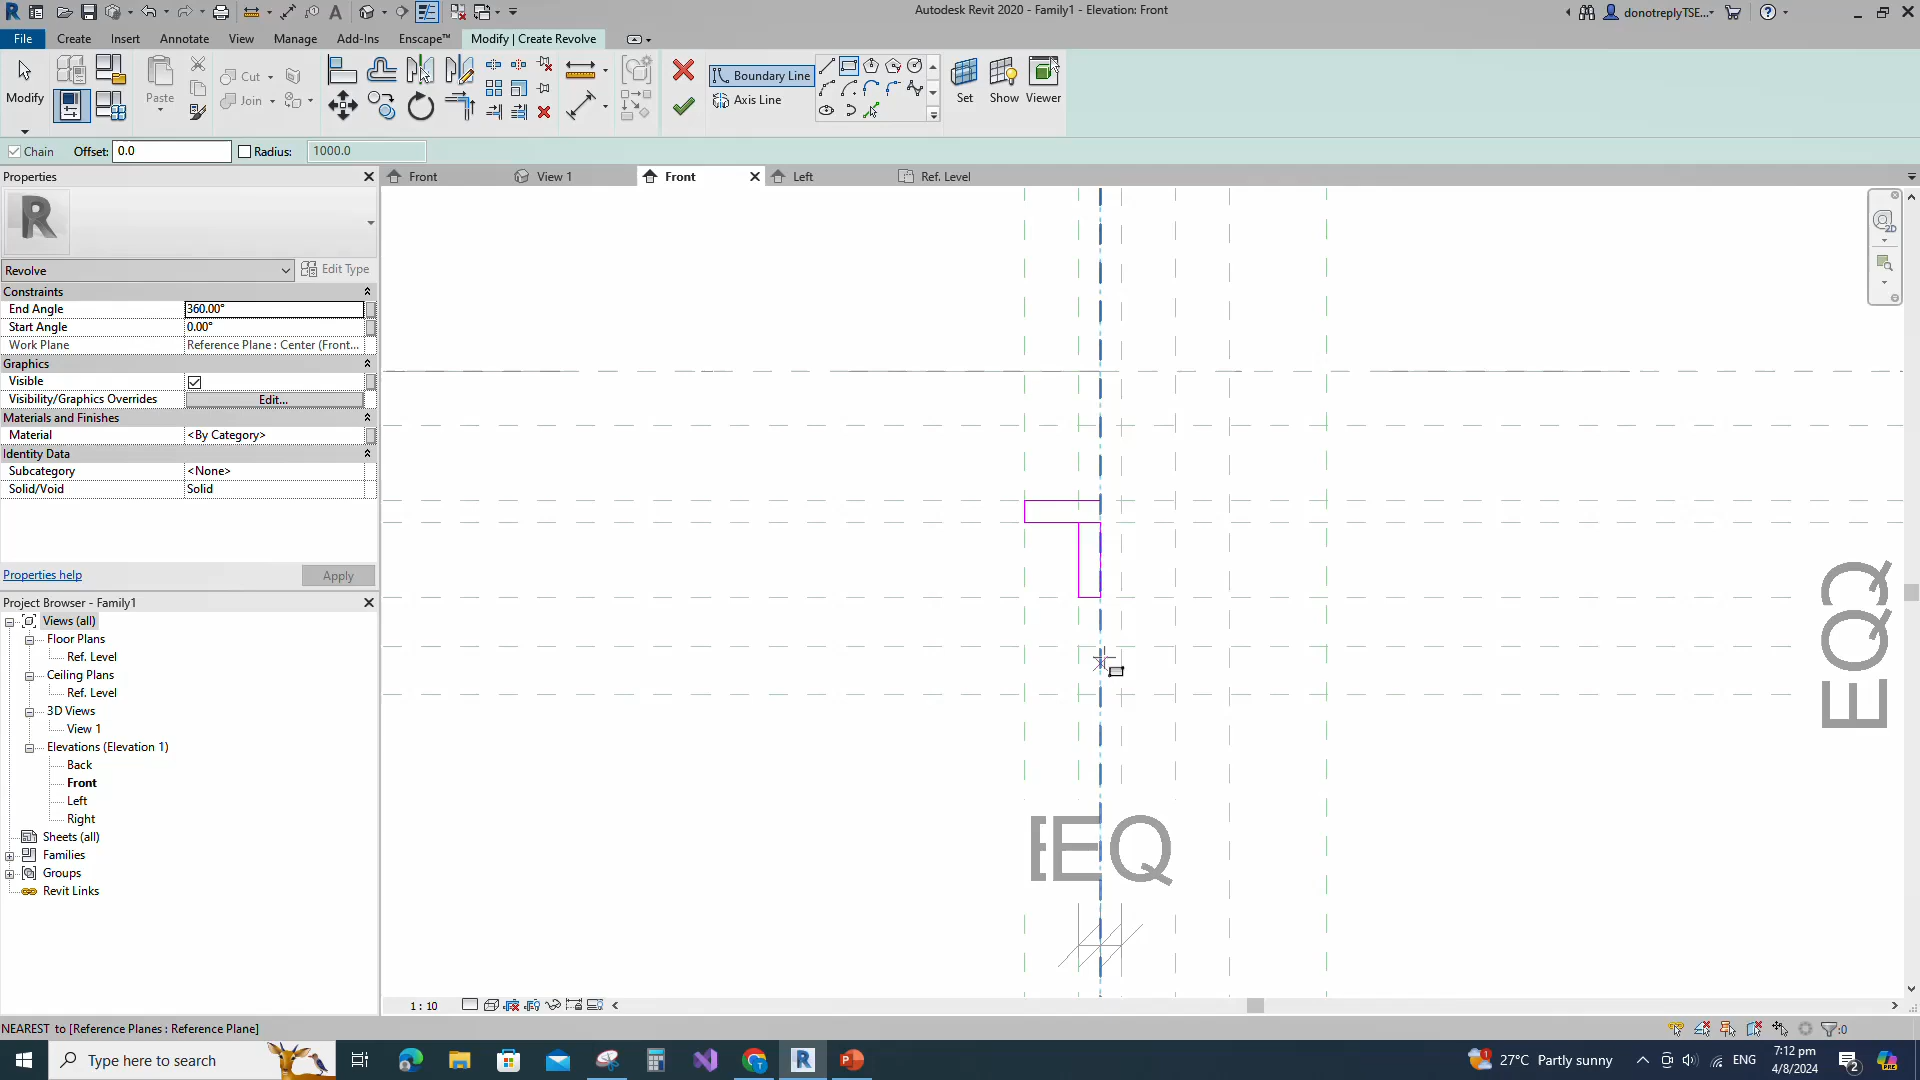 Autodesk Revit 2020 - Family1 - Elevation: Front
donotreplyTSE...
File Create Insert Annotate View Manage Add-Ins Enscape™ Modify | Create Revolve
Modify
Paste
Cut
Join
Boundary Line
Axis Line
Set Show Viewer
Chain Offset: 0.0 Radius: 1000.0
Properties
Front View 1 Front Left Ref. Level
2D
Revolve Edit Type
Constraints
End Angle 360.00°
Start Angle 0.00°
Work Plane Reference Plane : Center (Front...
Graphics
Visible
Visibility/Graphics Overrides Edit...
Materials and Finishes
Material <By Category>
Identity Data
Subcategory <None>
Solid/Void Solid
Properties help Apply
Project Browser - Family1
Views (all)
Floor Plans
Ref. Level
Ceiling Plans
Ref. Level
3D Views
View 1
Elevations (Elevation 1)
Back
Front
Left
Right
Sheets (all)
Families
Groups
Revit Links
EQ
EQ
1 : 10
NEAREST to [Reference Planes : Reference Plane]
:0
Type here to search
27°C Partly sunny
ENG
7:12 pm
4/8/2024
2